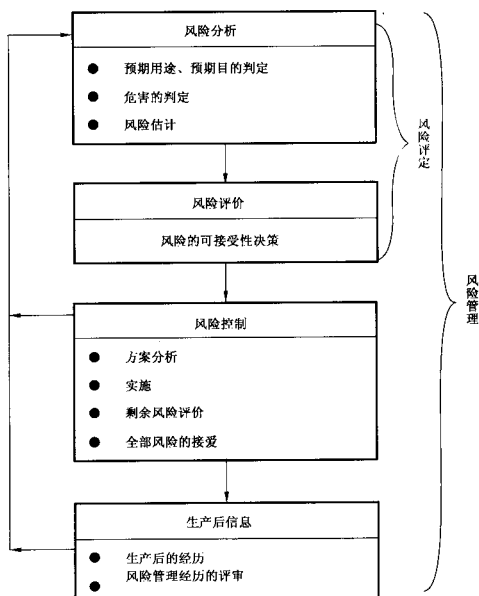 风险分析
● 预期用途、预期目的判定
● 危害的判定
● 风险估计
风险评定
风险评价
风险的可接受性决策
风险管理
风险控制
● 方案分析
● 实施
● 剩余风险评价
● 全部风险的接爱
生产后信息
● 生产后的经历
● 风险管理经历的评审